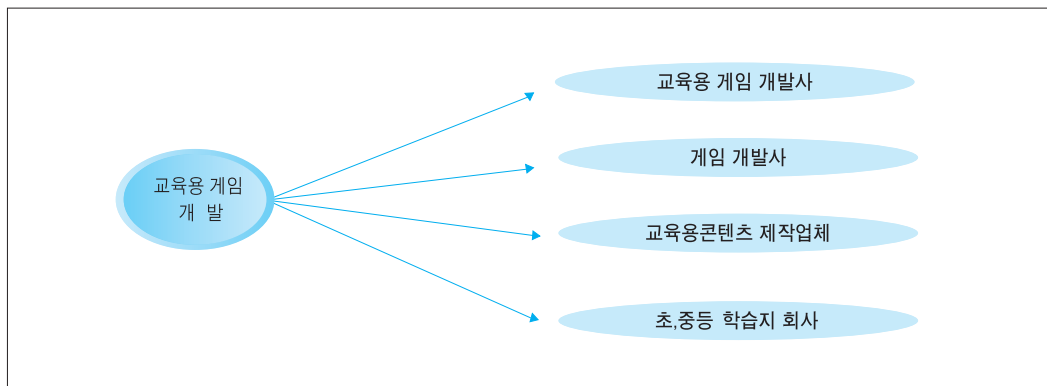 교육용 게임
개 발
교육용 게임 개발사
게임 개발사
교육용콘텐츠 제작업체
초,중등 학습지 회사